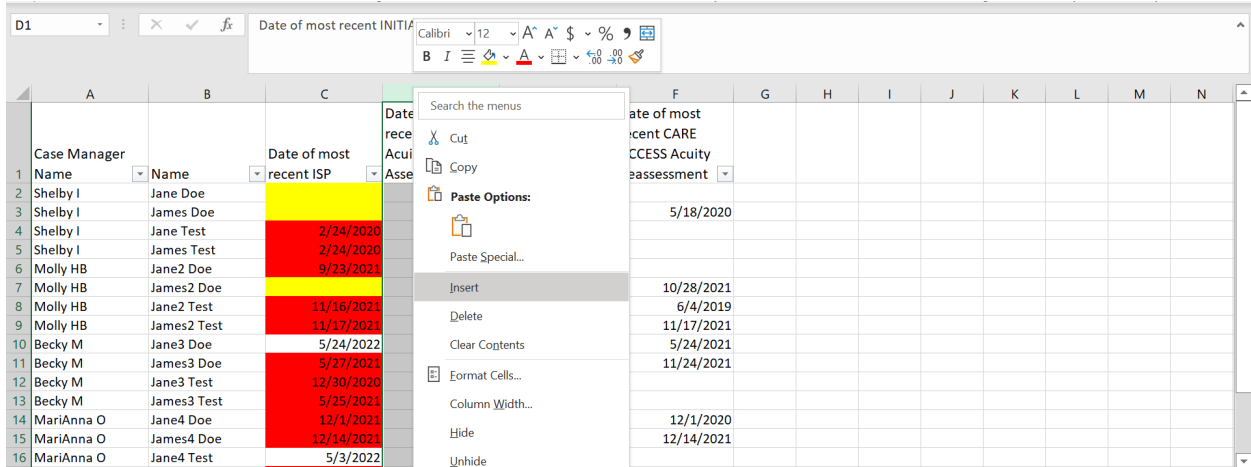 D1 fx Date of most recent INITIA
Calibri 12 A A $ % 9
B I A .00 .00
A B C F G H I J K L M N
Search the menus
Cut
Copy
Paste Options:
Paste Special...
Insert
Delete
Clear Contents
Format Cells...
Column Width...
Hide
Unhide
1 Case Manager Name Name Date of most recent ISP Date rece Acui Asse ate of most ecent CARE CCESS Acuity eassessment
2 Shelby I Jane Doe
3 Shelby I James Doe 5/18/2020
4 Shelby I Jane Test 2/24/2020
5 Shelby I James Test 2/24/2020
6 Molly HB Jane2 Doe 9/23/2021
7 Molly HB James2 Doe 10/28/2021
8 Molly HB Jane2 Test 11/16/2021 6/4/2019
9 Molly HB James2 Test 11/17/2021 11/17/2021
10 Becky M Jane3 Doe 5/24/2022 5/24/2021
11 Becky M James3 Doe 5/27/2021 11/24/2021
12 Becky M Jane3 Test 12/30/2020
13 Becky M James3 Test 5/25/2021
14 MariAnna O Jane4 Doe 12/1/2021 12/1/2020
15 MariAnna O James4 Doe 12/14/2021 12/14/2021
16 MariAnna O Jane4 Test 5/3/2022